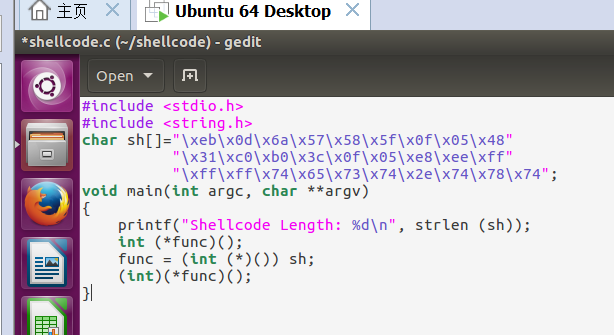 主页
Ubuntu 64 Desktop
*shellcode.c (~/shellcode) - gedit
Open
#include <stdio.h>
#include <string.h>
char sh[]="\xeb\x0d\x6a\x57\x58\x5f\x0f\x05\x48"
"\x31\xc0\xb0\x3c\x0f\x05\xe8\xee\xff"
"\xff\xff\x74\x65\x73\x74\x2e\x74\x78\x74";
void main(int argc, char **argv)
{
printf("Shellcode Length: %d\n", strlen (sh));
int (*func)();
func = (int (*)()) sh;
(int)(*func)();
}